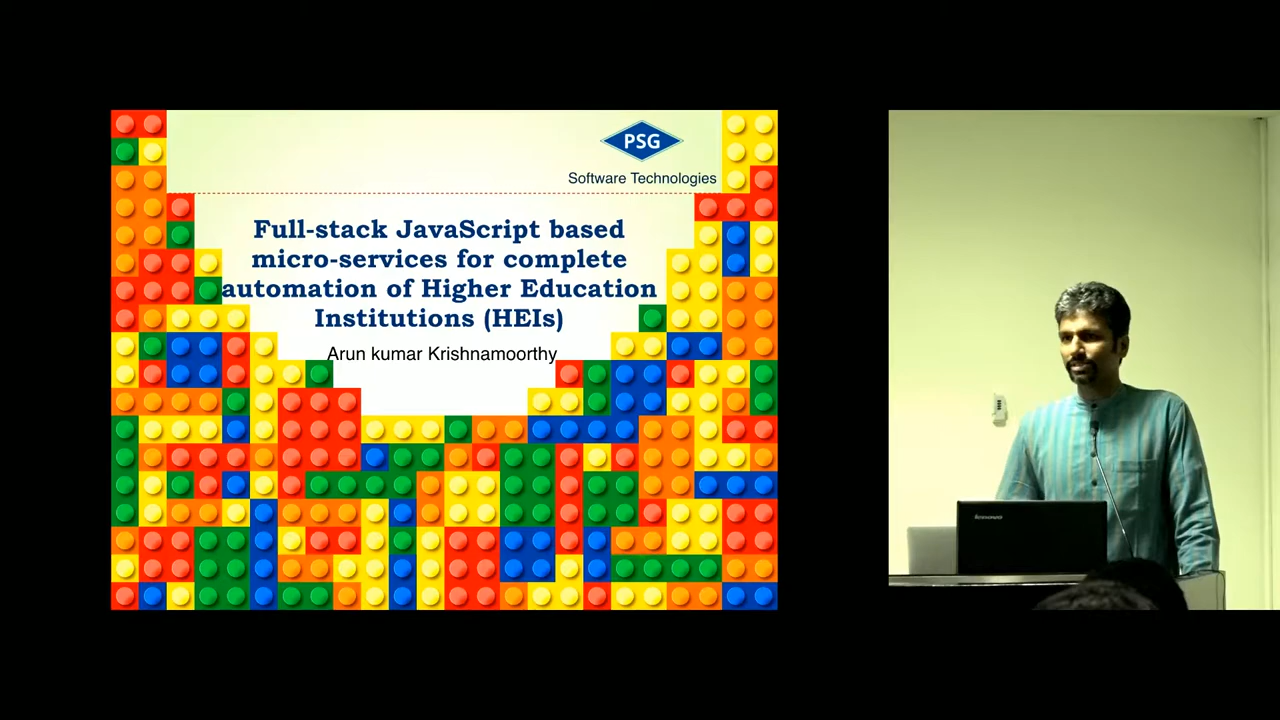 PSG
Software Technologies
Full-stack JavaScript based
micro-services for complete
automation of Higher Education
Institutions (HEIs)
Arun kumar Krishnamoorthy
lenovo